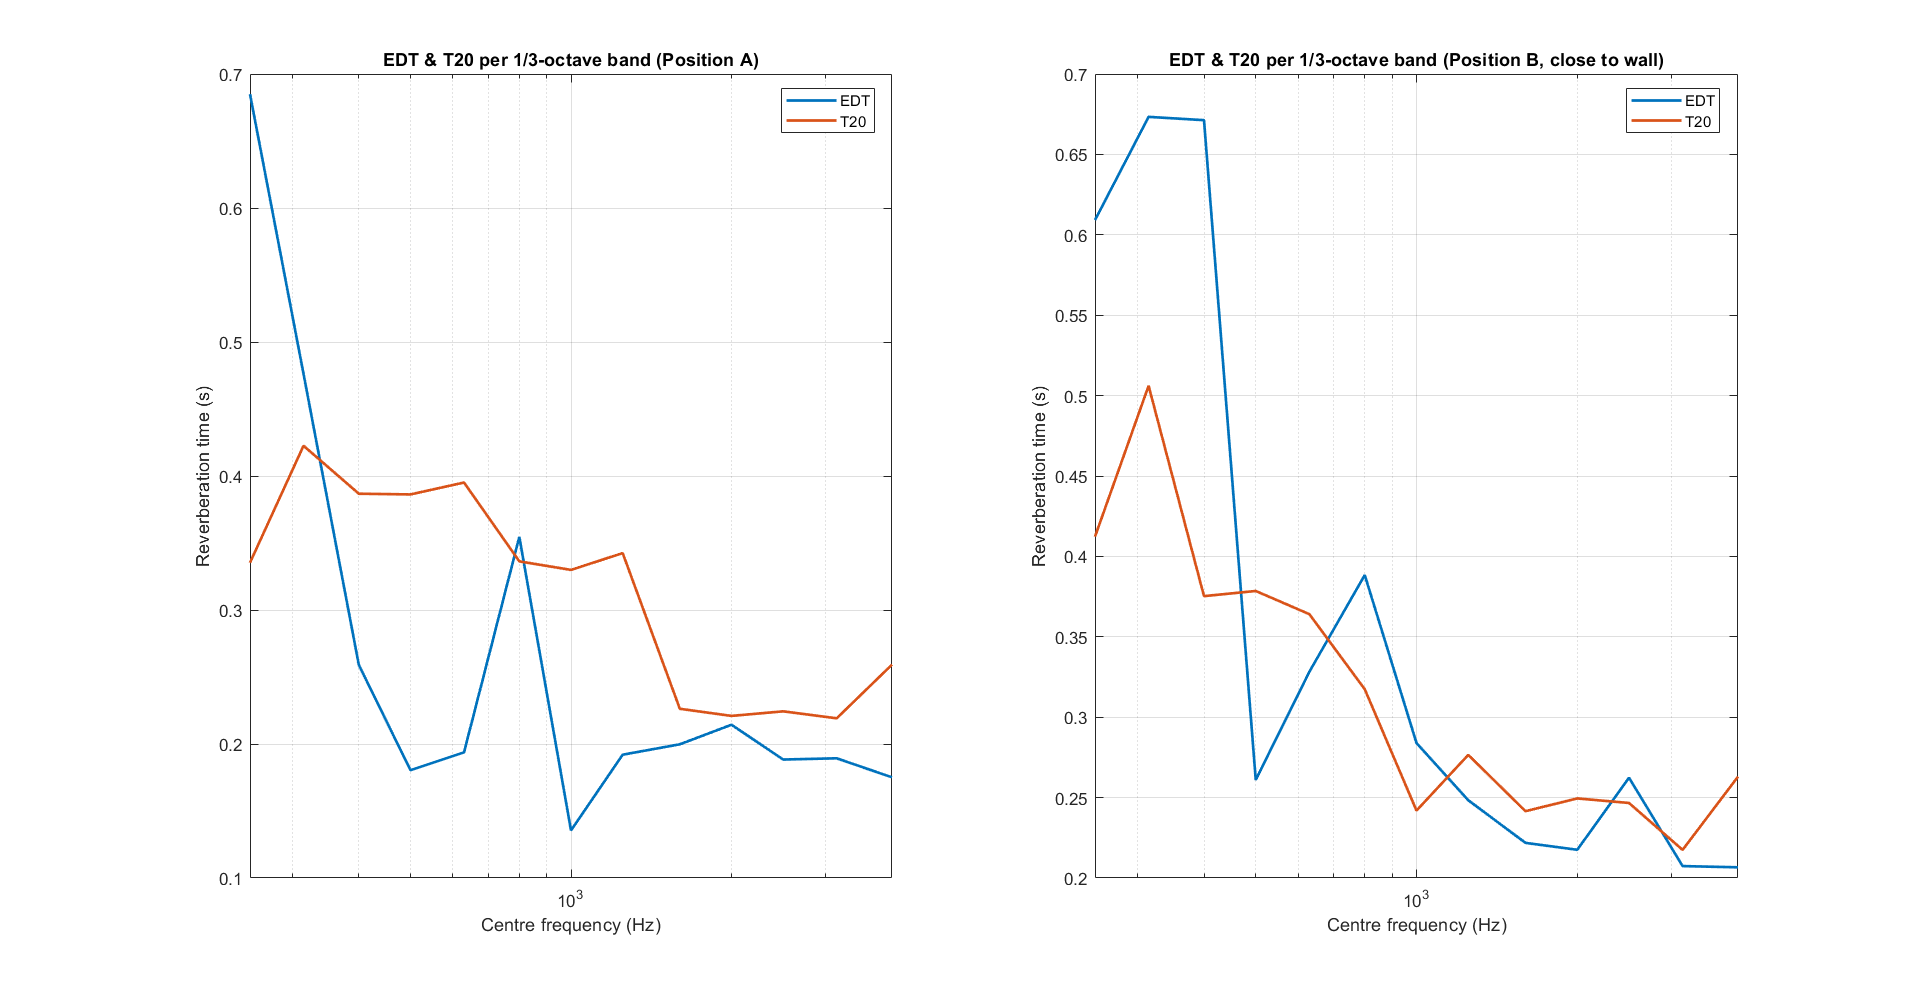 EDT & T20 per 1/3-octave band (Position A)
0.7
0.6
0.5
0.4
0.3
0.2
0.1
Reverberation time (s)
10^3
Centre frequency (Hz)
EDT
T20
EDT & T20 per 1/3-octave band (Position B, close to wall)
0.7
0.65
0.6
0.55
0.5
0.45
0.4
0.35
0.3
0.25
0.2
Reverberation time (s)
10^3
Centre frequency (Hz)
EDT
T20